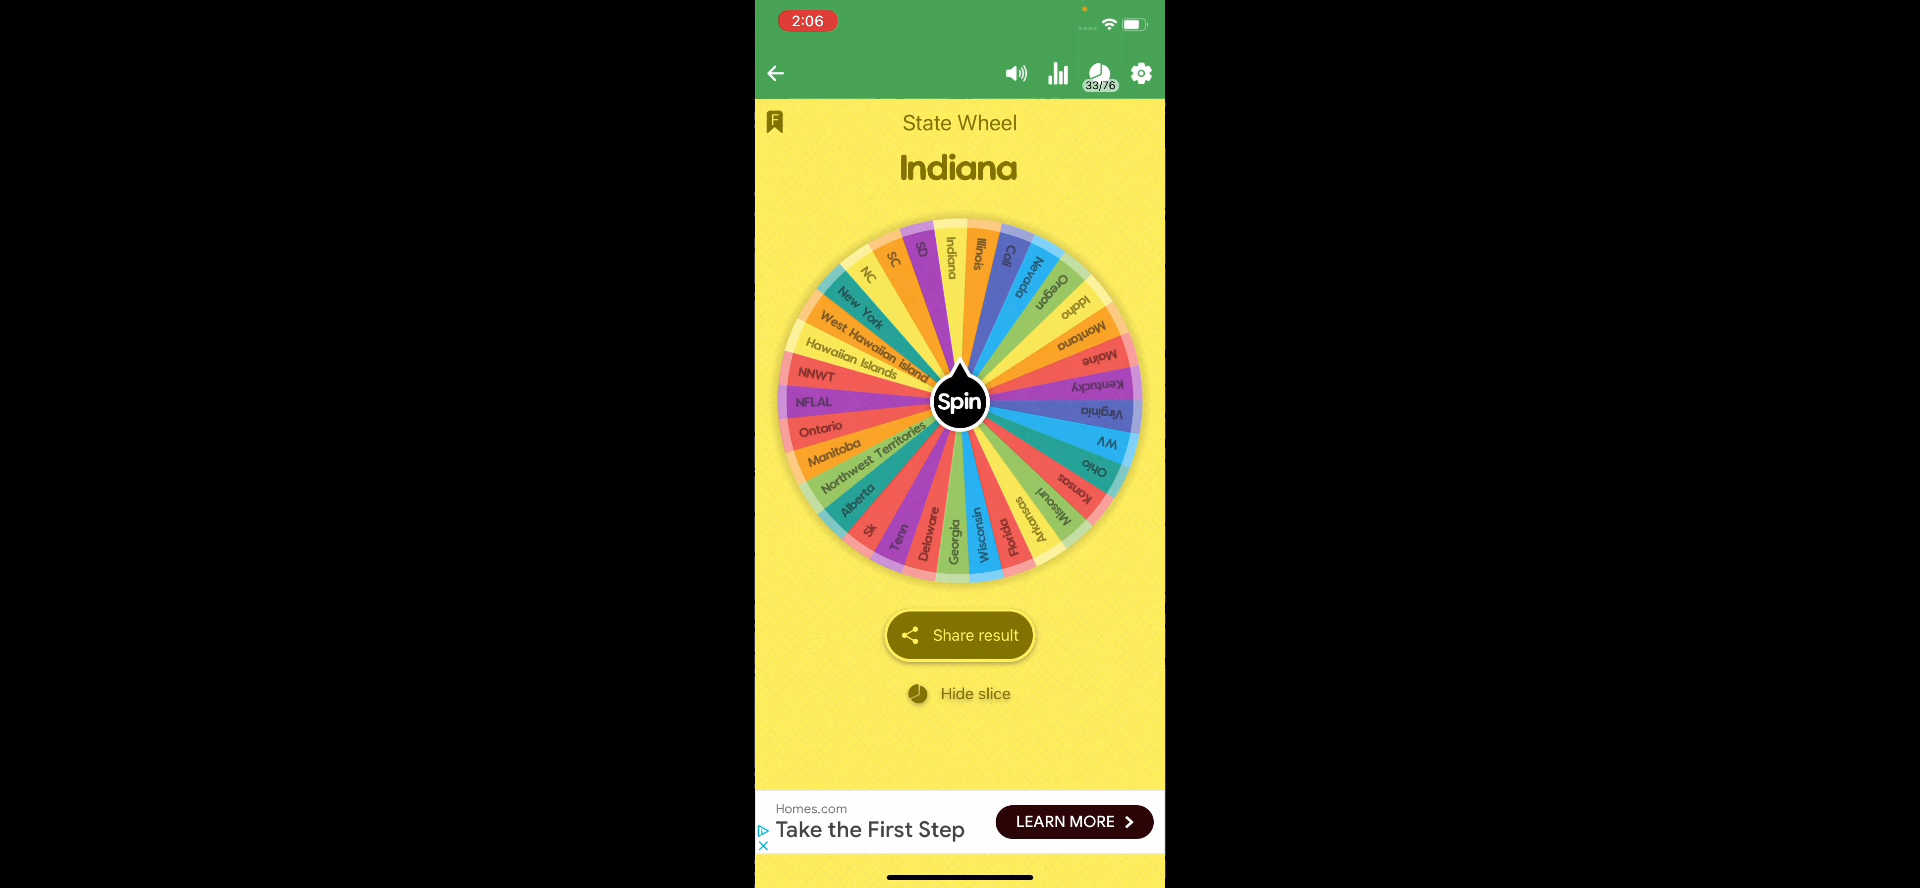 2:06
33/76
F
State Wheel
Indiana
Indiana
Illinois
Cali
Nevada
Oregon
Idaho
Montana
Maine
Kentucky
Virginia
WV
Ohio
Kansas
Missouri
Arkansas
Florida
Wisconsin
Georgia
Delaware
Tenn
Sk
Alberta
Northwest Territories
Manitoba
Ontario
NFLAL
NNWT
Hawaiian Islands
West Hawaiian island
New York
NC
SC
SD
Spin
Share result
Hide slice
Homes.com
Take the First Step
LEARN MORE